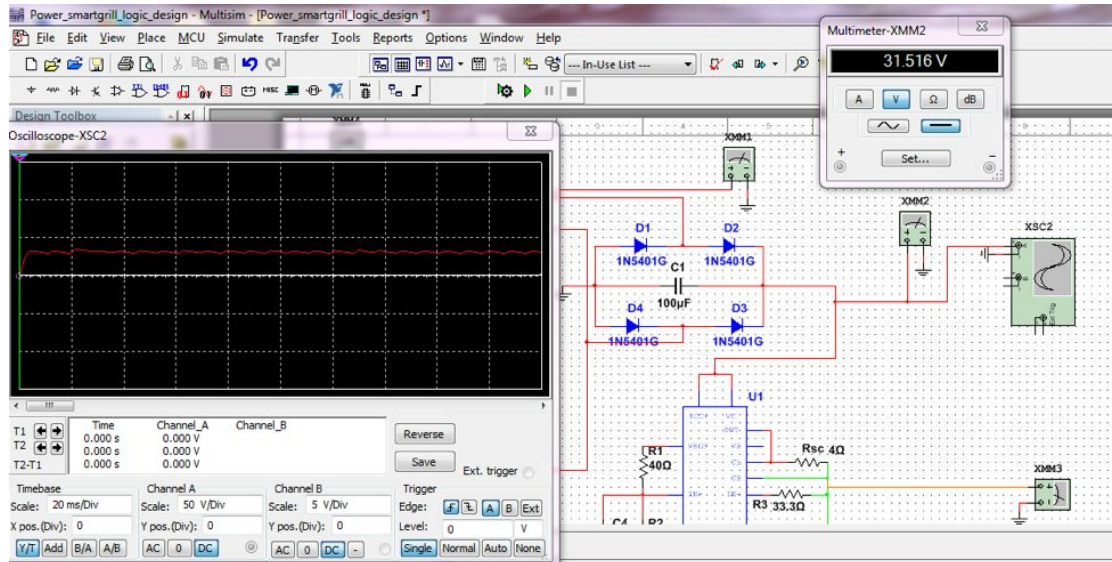 Power_smartgrill_logic_design - Multisim - [Power_smartgrill_logic_design *]
File Edit View Place MCU Simulate Transfer Tools Reports Options Window Help
--- In-Use List ---
Design Toolbox
Oscilloscope-XSC2
T1
T2
T2-T1
Time Channel_A Channel_B
0.000 s 0.000 V
0.000 s 0.000 V
0.000 s 0.000 V
Reverse
Save
Ext. trigger
Timebase
Scale: 20 ms/Div
X pos.(Div): 0
Y/T Add B/A A/B
Channel A
Scale: 50 V/Div
Y pos.(Div): 0
AC 0 DC
Channel B
Scale: 5 V/Div
Y pos.(Div): 0
AC 0 DC -
Trigger
Edge: A B Ext
Level: 0 V
Single Normal Auto None
Multimeter-XMM2
31.516 V
A V Ω dB
+ Set... -
XMM1
XMM2
XSC2
D1 D2
1N5401G 1N5401G
C1
100µF
D4 D3
1N5401G 1N5401G
Ext Trig
U1
R1
40Ω
Rsc 4Ω
R3 33.3Ω
XMM3
C4 R2